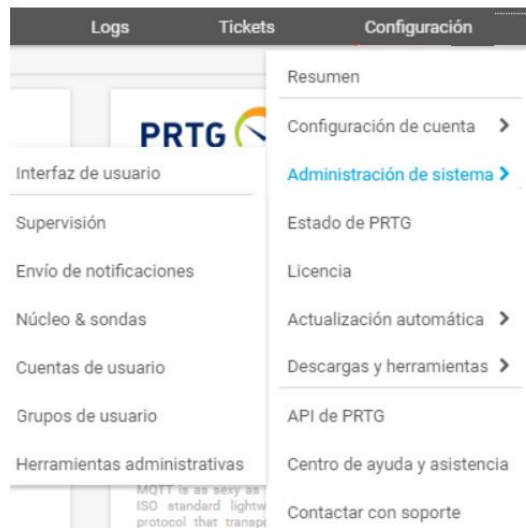 Logs Tickets Configuración
Resumen
PRTG
Configuración de cuenta
Interfaz de usuario
Administración de sistema
Supervisión
Estado de PRTG
Envío de notificaciones
Licencia
Núcleo & sondas
Actualización automática
Cuentas de usuario
Descargas y herramientas
Grupos de usuario
API de PRTG
Herramientas administrativas
Centro de ayuda y asistencia
MQTT is as sexy as
ISO standard lightw
Contactar con soporte
protocol that transpe